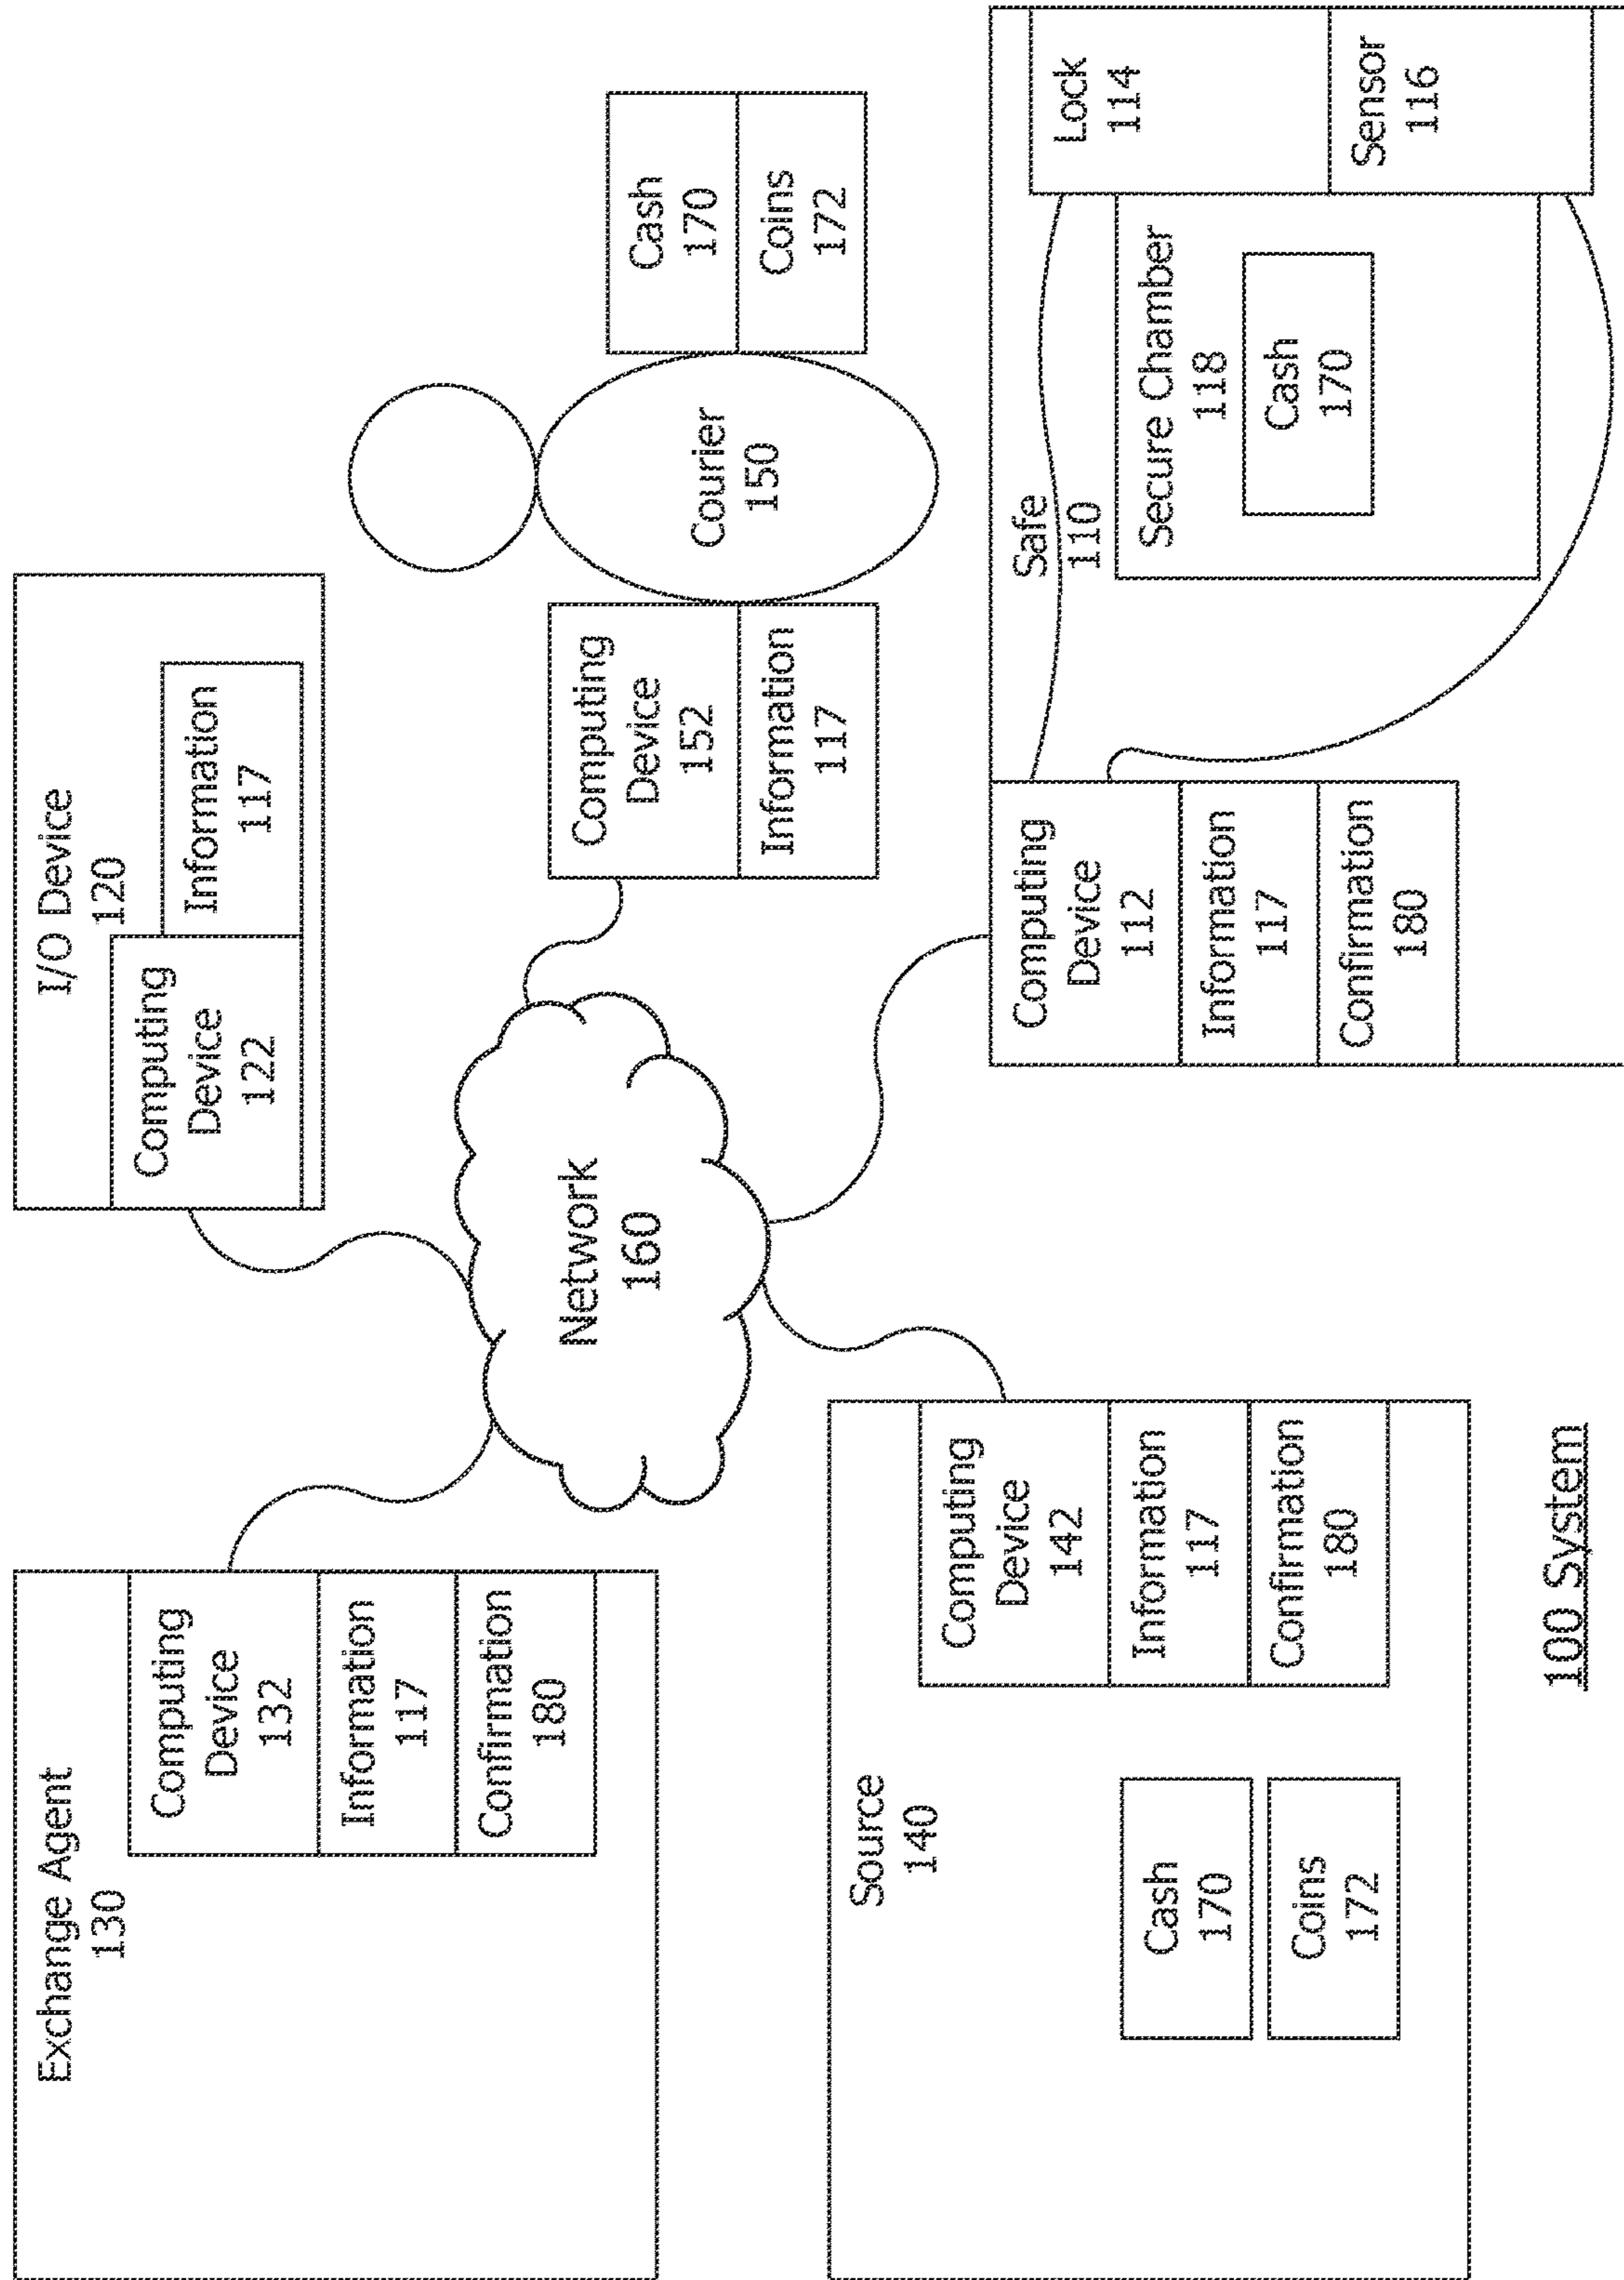 Exchange Agent
130
Computing
Device
132
Information
117
Confirmation
180
I/O Device
120
Computing
Device
122
Information
117
Network
160
Computing
Device
152
Information
117
Courier
150
Cash
170
Coins
172
Source
140
Cash
170
Coins
172
Computing
Device
142
Information
117
Confirmation
180
Computing
Device
112
Information
117
Confirmation
180
Safe
110
Secure Chamber
118
Cash
170
Lock
114
Sensor
116
100 System